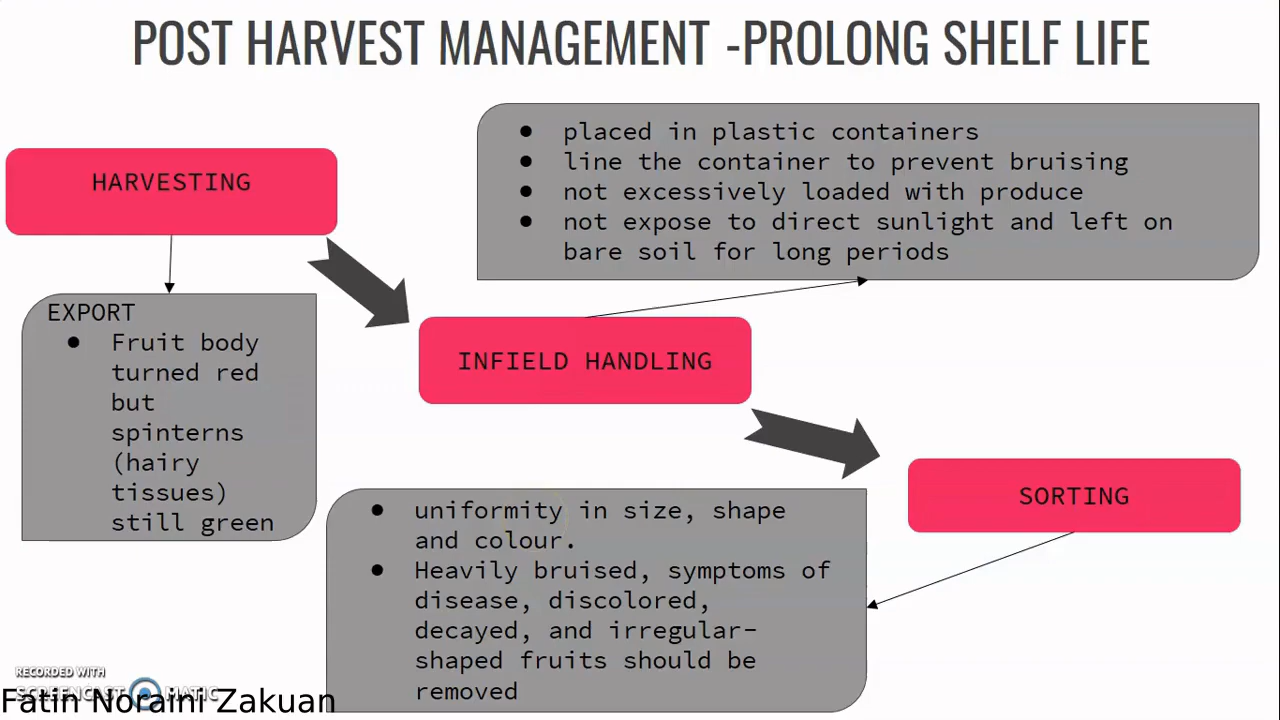 POST HARVEST MANAGEMENT -PROLONG SHELF LIFE
HARVESTING
EXPORT
● Fruit body
turned red
but
spinterns
(hairy
tissues)
still green
● placed in plastic containers
● line the container to prevent bruising
● not excessively loaded with produce
● not expose to direct sunlight and left on
bare soil for long periods
INFIELD HANDLING
SORTING
● uniformity in size, shape
and colour.
● Heavily bruised, symptoms of
disease, discolored,
decayed, and irregular-
shaped fruits should be
removed
RECORDED WITH
SCREENCAST MATIC
Fatin Noraini Zakuan